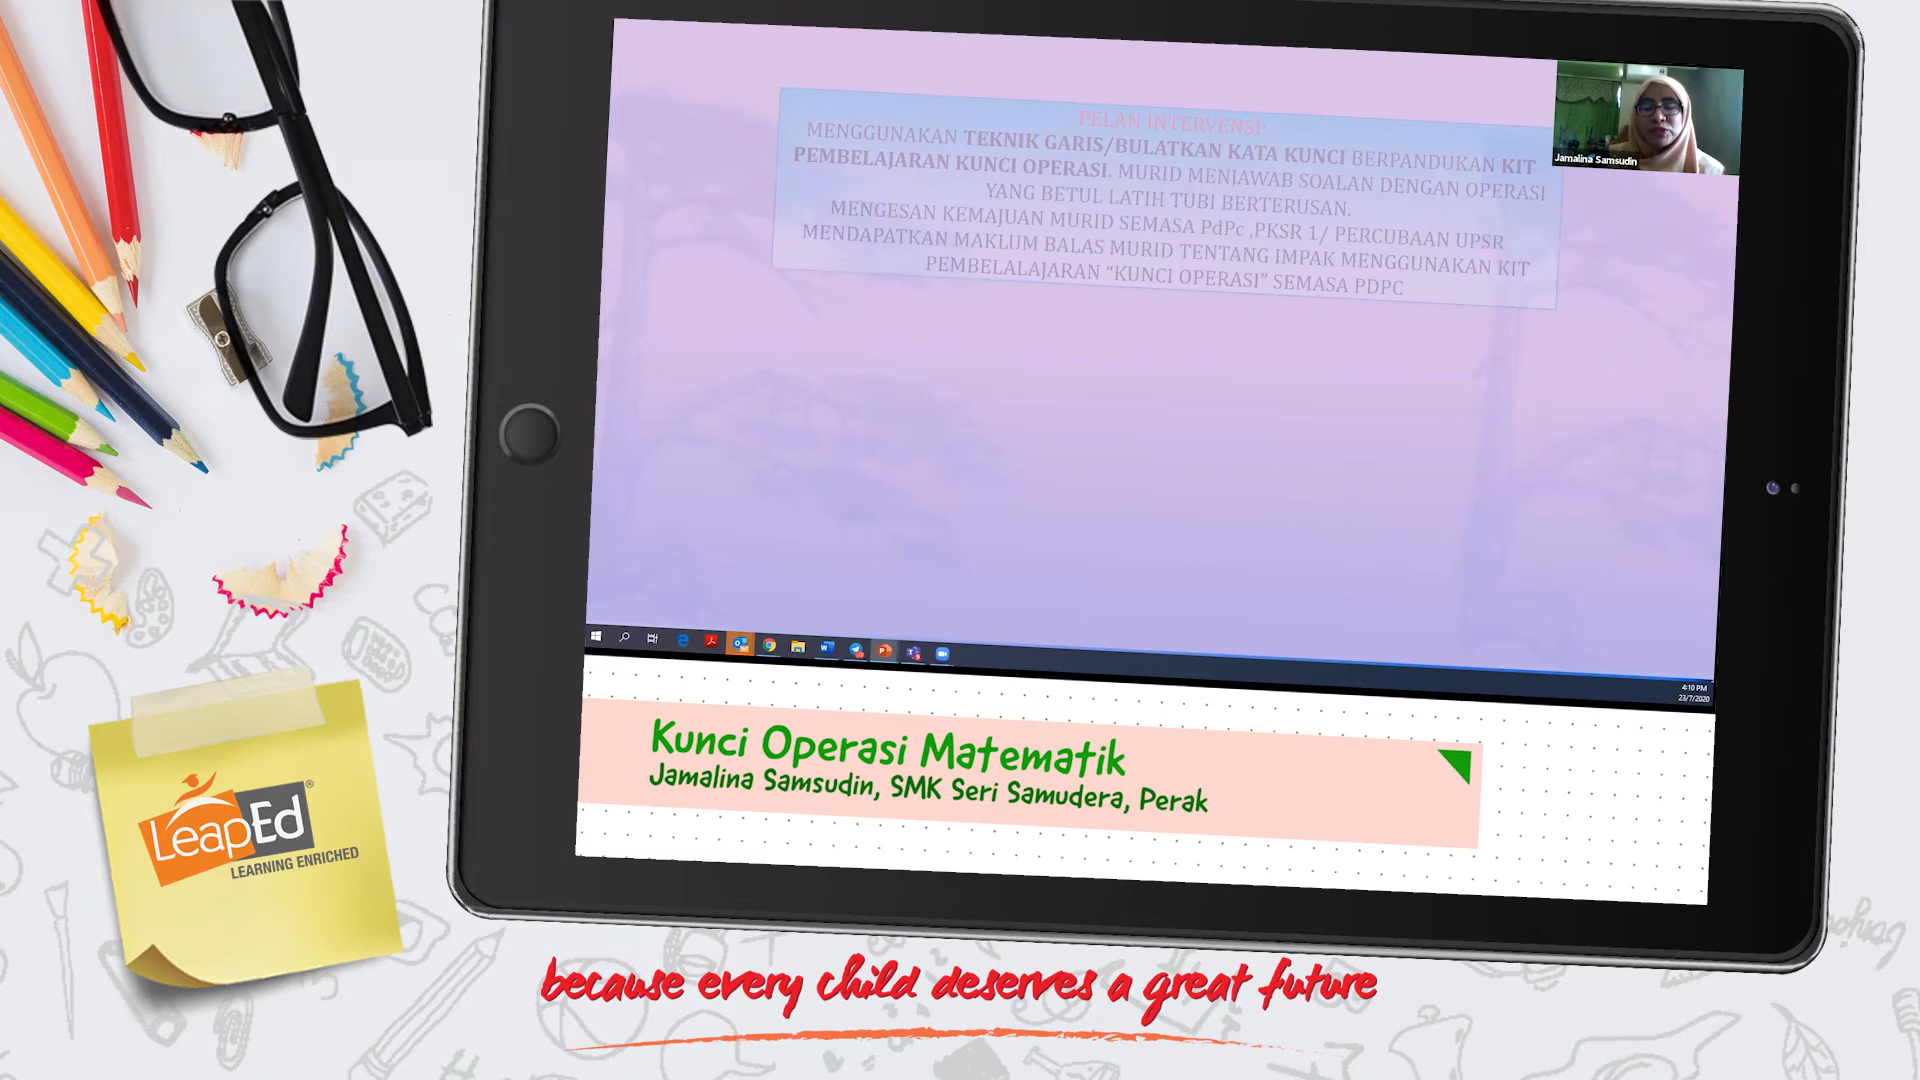 PELAN INTERVENSI:
MENGGUNAKAN TEKNIK GARIS/BULATKAN KATA KUNCI BERPANDUKAN KIT
PEMBELAJARAN KUNCI OPERASI. MURID MENJAWAB SOALAN DENGAN OPERASI
YANG BETUL LATIH TUBI BERTERUSAN.
MENGESAN KEMAJUAN MURID SEMASA PdPc ,PKSR 1/ PERCUBAAN UPSR
MENDAPATKAN MAKLUM BALAS MURID TENTANG IMPAK MENGGUNAKAN KIT
PEMBELALAJARAN “KUNCI OPERASI” SEMASA PDPC
Jamalina Samsudin
4:10 PM
23/7/2020
Kunci Operasi Matematik
Jamalina Samsudin, SMK Seri Samudera, Perak
LeapEd®
LEARNING ENRICHED
because every child deserves a great future